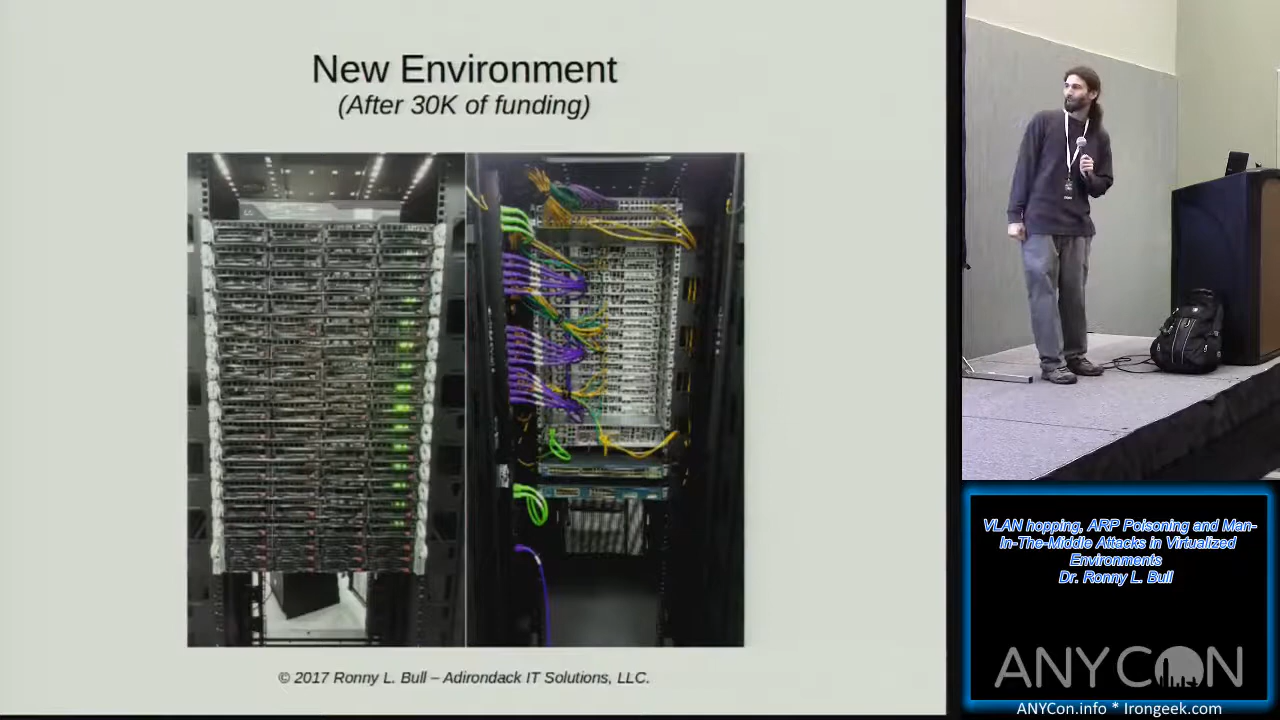 New Environment
(After 30K of funding)
© 2017 Ronny L. Bull – Adirondack IT Solutions, LLC.
VLAN hopping, ARP Poisoning and Man-
In-The-Middle Attacks in Virtualized
Environments
Dr. Ronny L. Bull
ANYCON
ANYCon.info * Irongeek.com